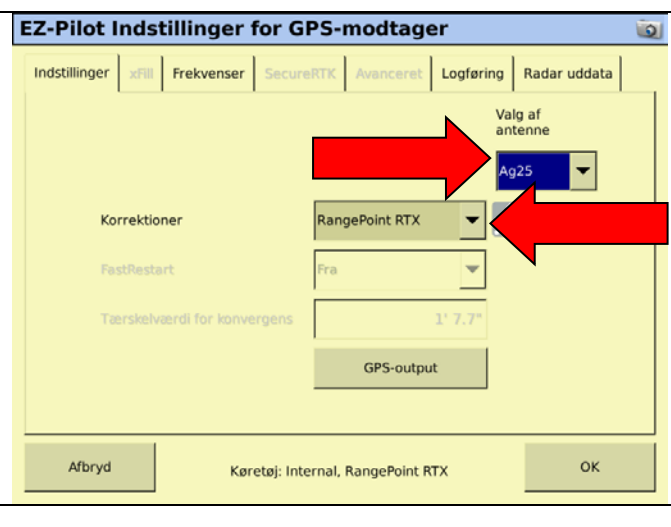 EZ-Pilot Indstillinger for GPS-modtager
Indstillinger xFill Frekvenser SecureRTK Avanceret Logføring Radar uddata
Valg af
antenne
Ag25
Korrektioner RangePoint RTX
FastRestart Fra
Tærskelværdi for konvergens 1' 7.7"
GPS-output
Afbryd Køretøj: Internal, RangePoint RTX OK